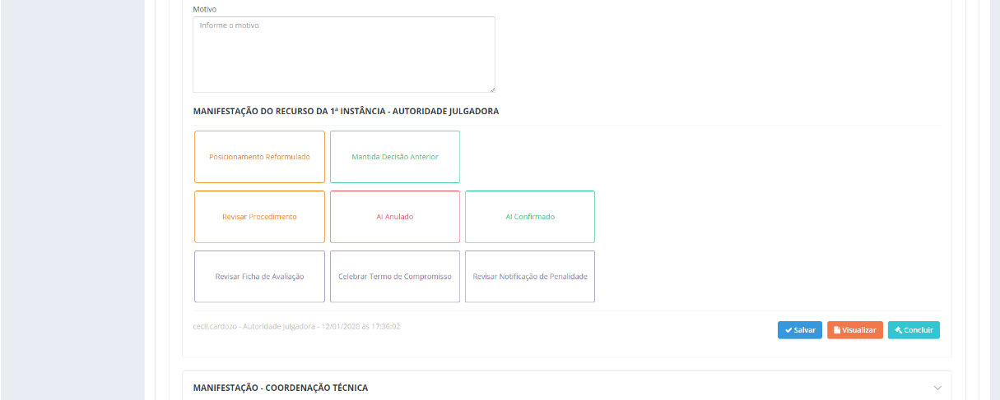 Motivo
Informe o motivo
MANIFESTAÇÃO DO RECURSO DA 1ª INSTÂNCIA - AUTORIDADE JULGADORA
Posicionamento Reformulado
Mantida Decisão Anterior
Revisar Procedimento
AI Anulado
AI Confirmado
Revisar Ficha de Avaliação
Celebrar Termo de Compromisso
Revisar Notificação de Penalidade
cecil.cardozo - Autoridade Julgadora - 12/01/2020 às 17:36:02
Salvar
Visualizar
Concluir
MANIFESTAÇÃO - COORDENAÇÃO TÉCNICA